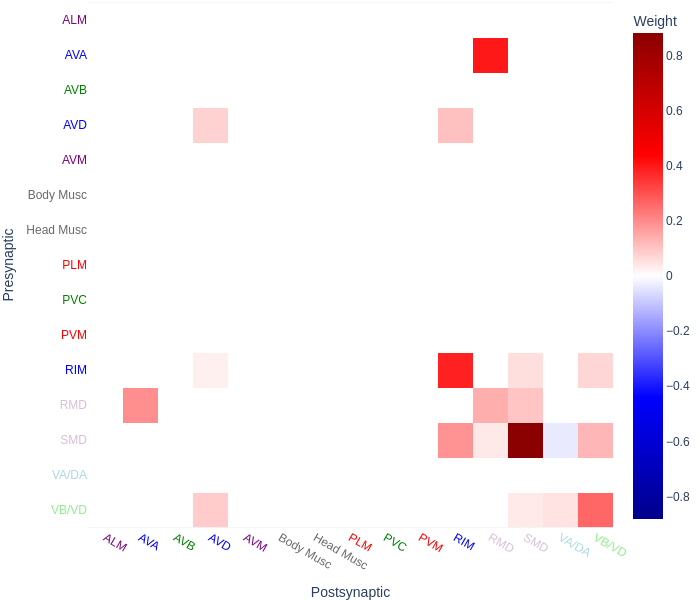 Weight
ALM
AVA
AVB
AVD
AVM
Body Musc
Head Musc
PLM
PVC
PVM
RIM
RMD
SMD
VA/DA
VB/VD
Presynaptic
0.8
0.6
0.4
0.2
0
−0.2
−0.4
−0.6
−0.8
ALM
AVA
AVB
AVD
AVM
Body Musc
Head Musc
PLM
PVC
PVM
RIM
RMD
SMD
VA/DA
VB/VD
Postsynaptic